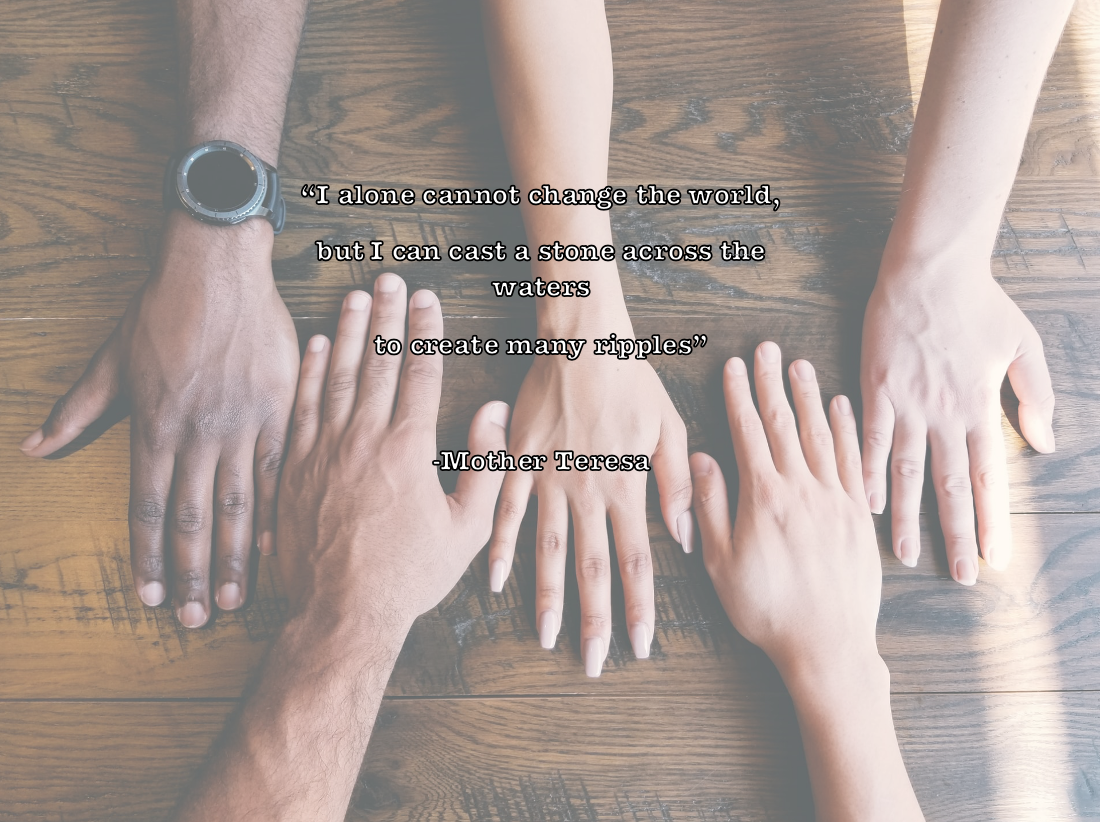 “I alone cannot change the world,
but I can cast a stone across the
waters
to create many ripples”
-Mother Teresa